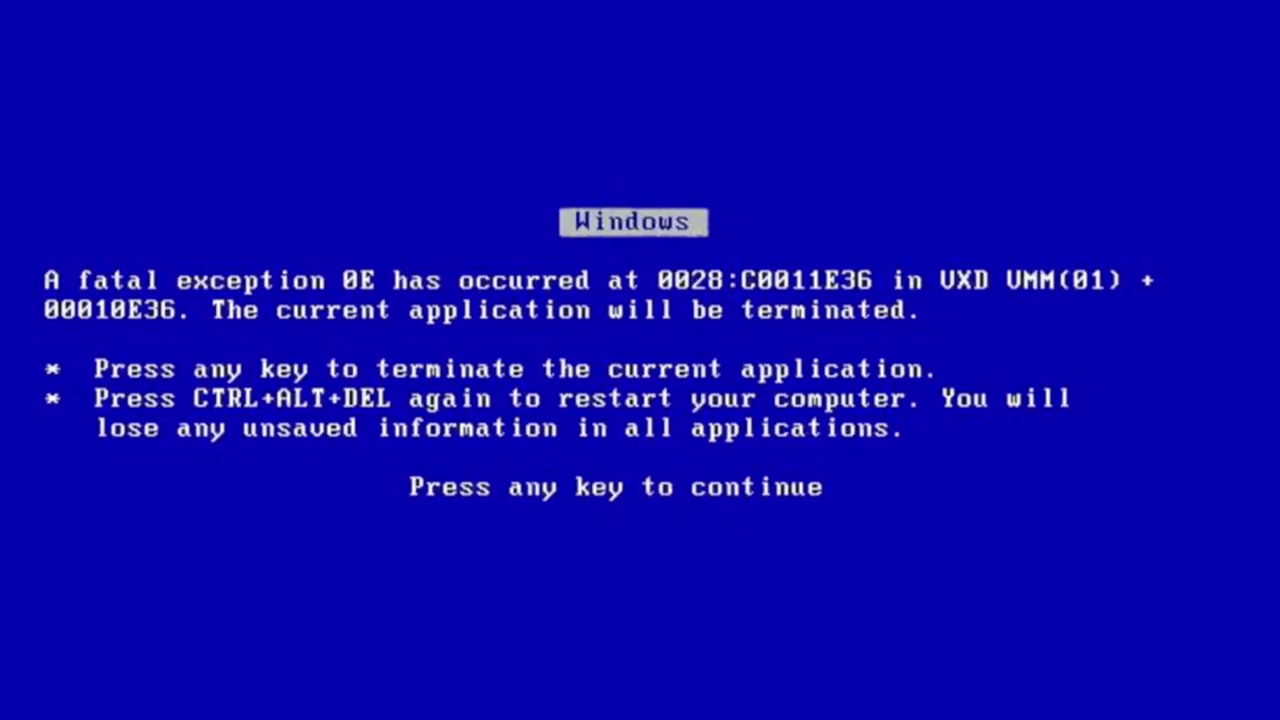 Windows
A fatal exception 0E has occurred at 0028:C0011E36 in VXD VMM(01) +
00010E36. The current application will be terminated.
* Press any key to terminate the current application.
* Press CTRL+ALT+DEL again to restart your computer. You will
lose any unsaved information in all applications.
Press any key to continue